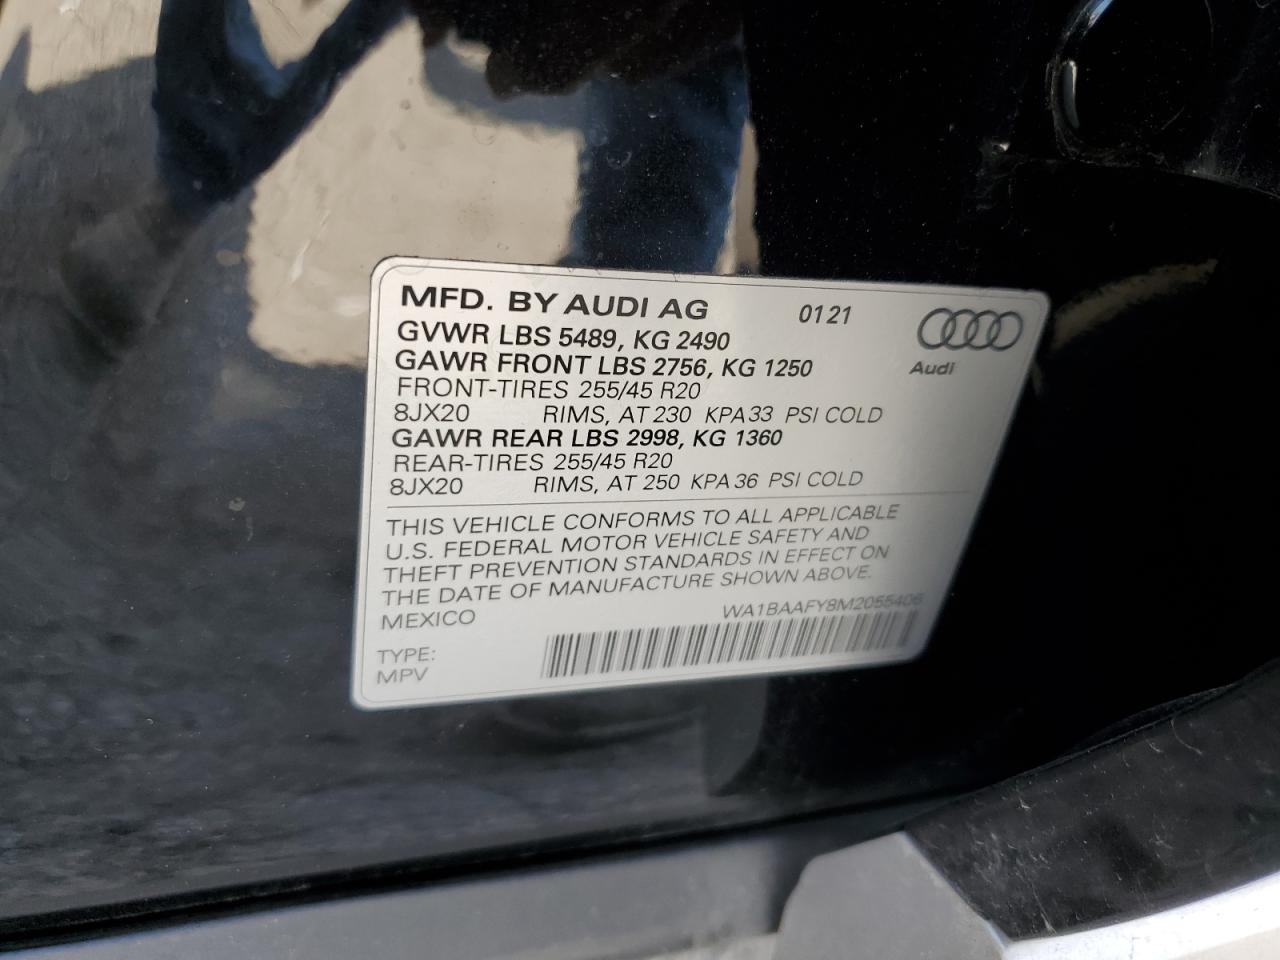 MFD. BY AUDI AG 01 21
GVWR LBS 5489, KG 2490
GAWR FRONT LBS 2756, KG 1250
Audi
FRONT-TIRES 255/45 R20
8JX20 RIMS, AT 230 KPA 33 PSI COLD
GAWR REAR LBS 2998, KG 1360
REAR-TIRES 255/45 R20
8JX20 RIMS, AT 250 KPA 36 PSI COLD
THIS VEHICLE CONFORMS TO ALL APPLICABLE
U.S. FEDERAL MOTOR VEHICLE SAFETY AND
THEFT PREVENTION STANDARDS IN EFFECT ON
THE DATE OF MANUFACTURE SHOWN ABOVE.
MEXICO WA1BAAFY8M2055406
TYPE:
MPV